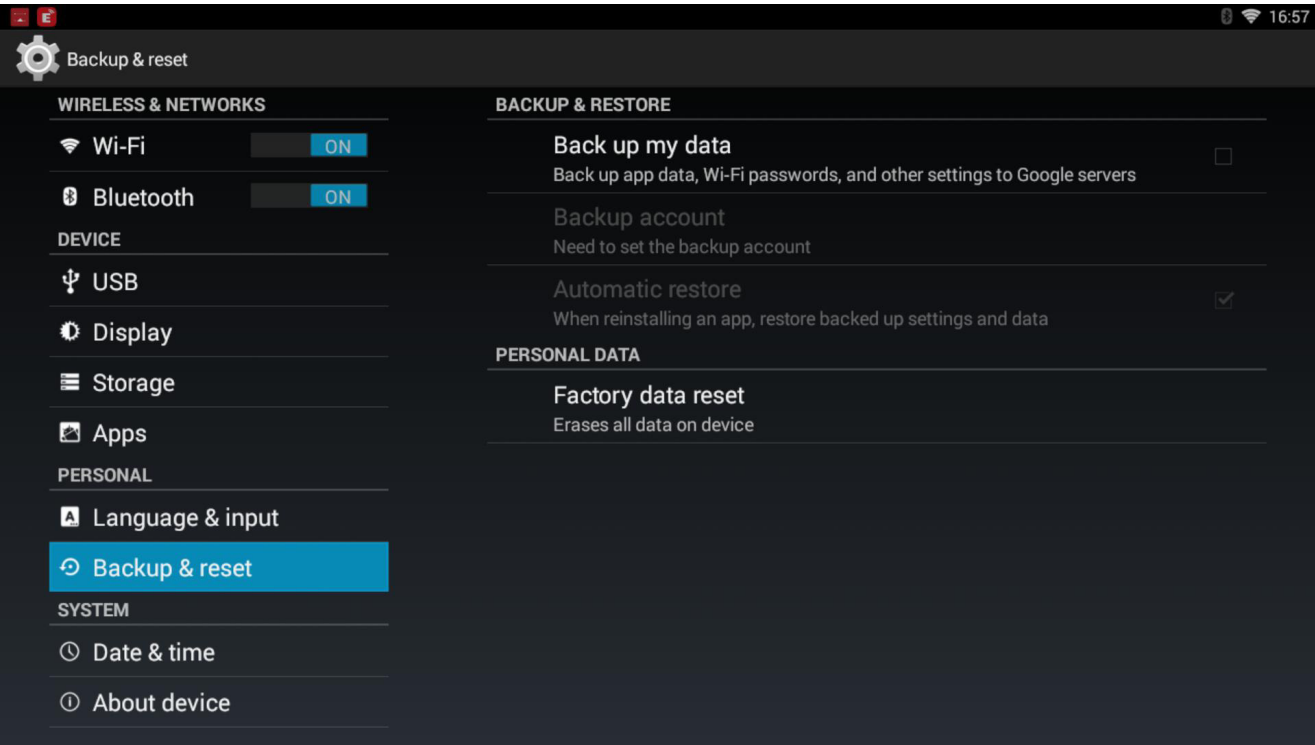 E
16:57
Backup & reset
WIRELESS & NETWORKS
Wi-Fi
ON
Bluetooth
ON
DEVICE
USB
Display
Storage
Apps
PERSONAL
Language & input
Backup & reset
SYSTEM
Date & time
About device
BACKUP & RESTORE
Back up my data
Back up app data, Wi-Fi passwords, and other settings to Google servers
Backup account
Need to set the backup account
Automatic restore
When reinstalling an app, restore backed up settings and data
PERSONAL DATA
Factory data reset
Erases all data on device